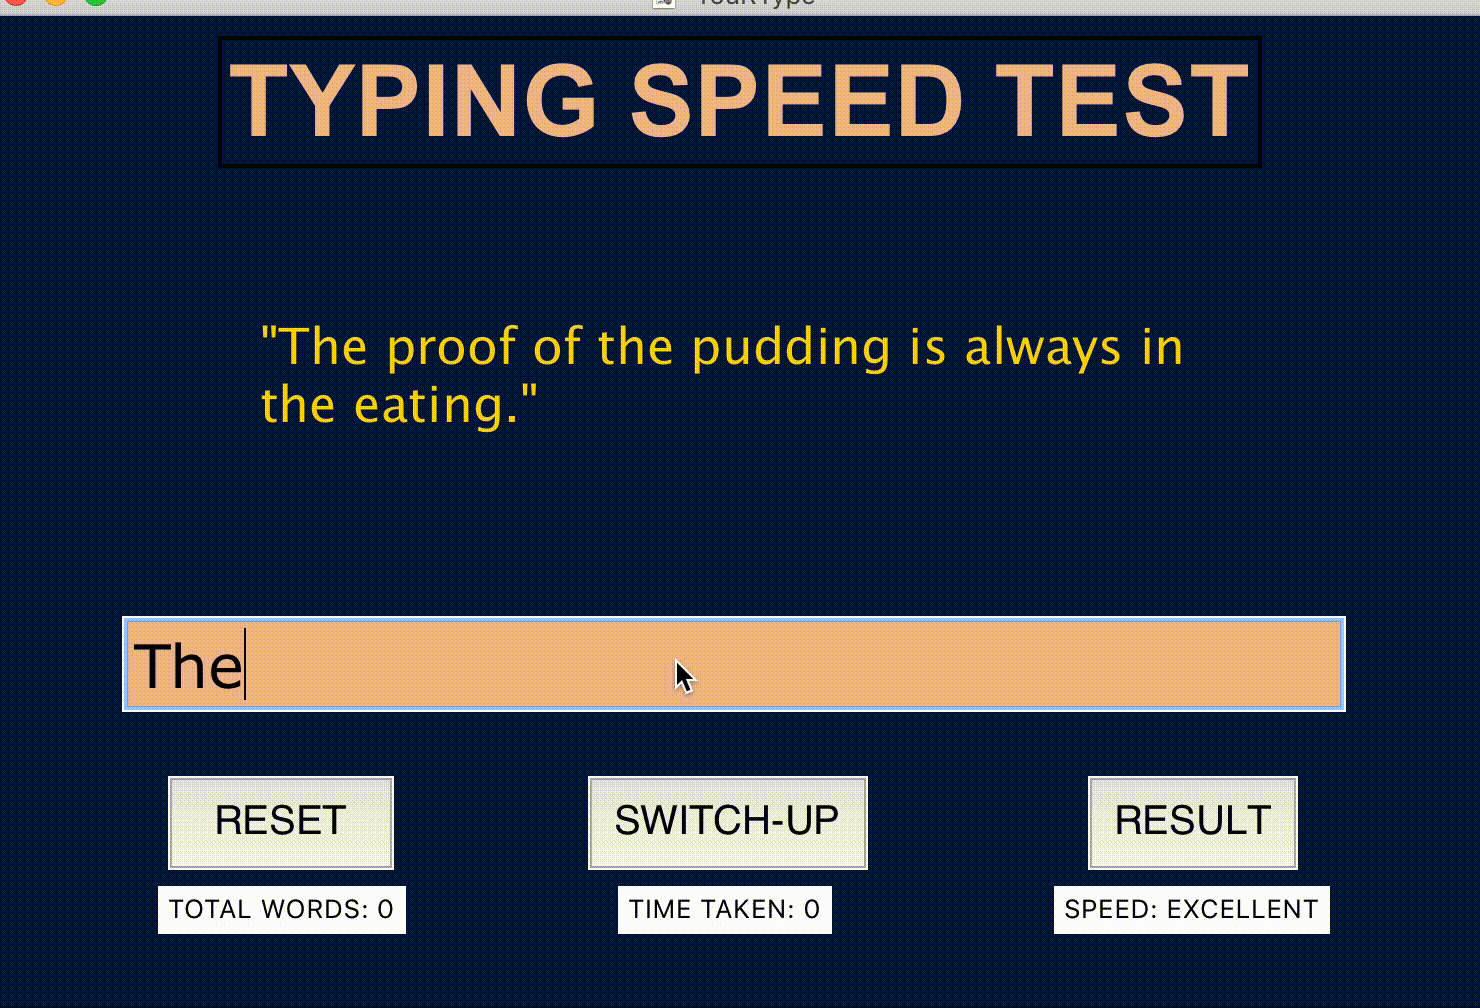 TYPING SPEED TEST
"The proof of the pudding is always in
the eating."
The
RESET
SWITCH-UP
RESULT
TOTAL WORDS: 0
TIME TAKEN: 0
SPEED: EXCELLENT